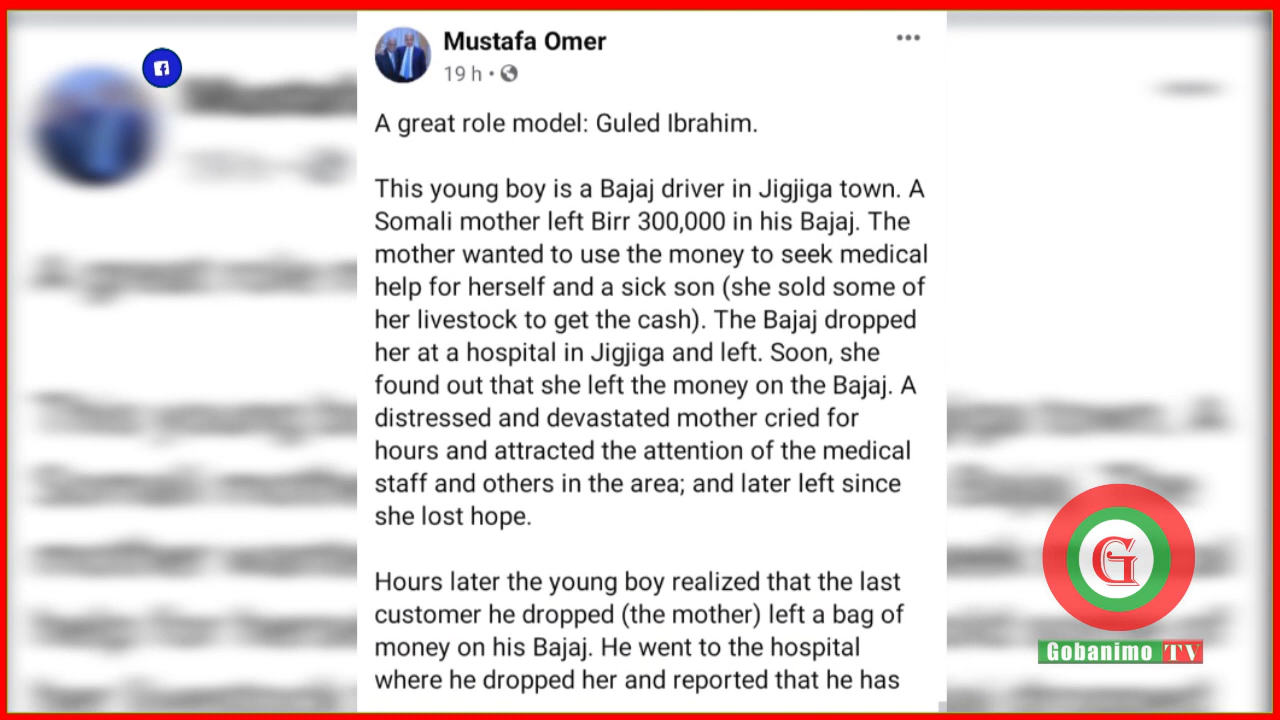 Mustafa Omer
19 h
A great role model: Guled Ibrahim.
This young boy is a Bajaj driver in Jigjiga town. A
Somali mother left Birr 300,000 in his Bajaj. The
mother wanted to use the money to seek medical
help for herself and a sick son (she sold some of
her livestock to get the cash). The Bajaj dropped
her at a hospital in Jigjiga and left. Soon, she
found out that she left the money on the Bajaj. A
distressed and devastated mother cried for
hours and attracted the attention of the medical
staff and others in the area; and later left since
she lost hope.
Hours later the young boy realized that the last
customer he dropped (the mother) left a bag of
money on his Bajaj. He went to the hospital
where he dropped her and reported that he has
G
Gobanimo TV